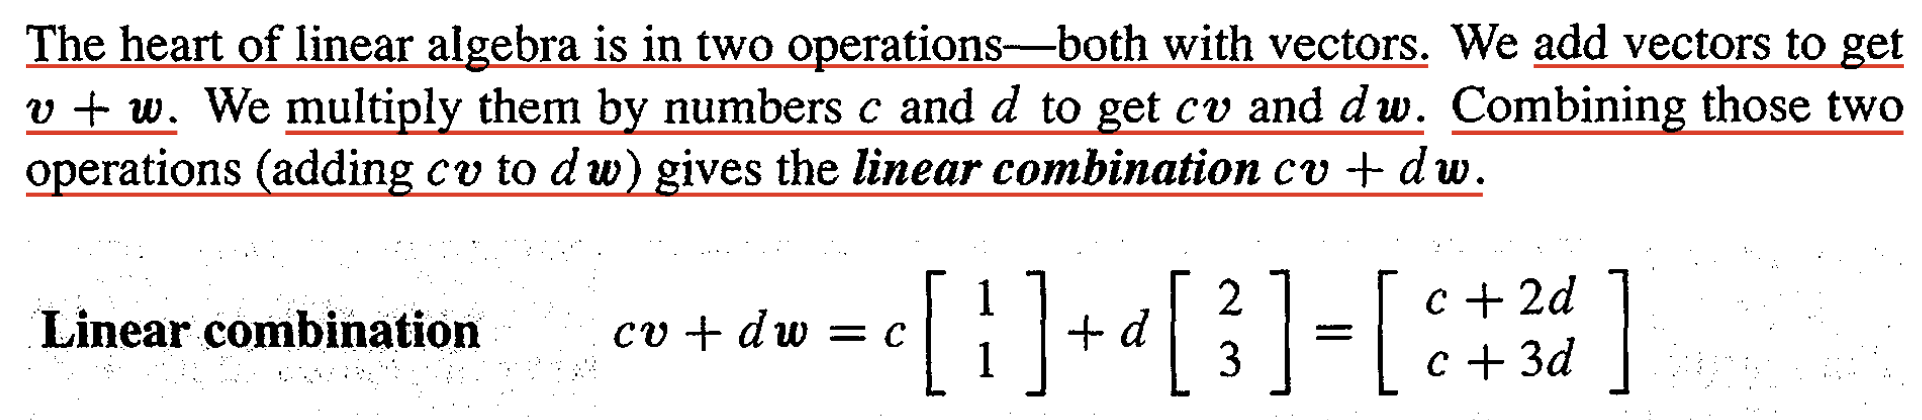 The heart of linear algebra is in two operations—both with vectors. We add vectors to get
v + w. We multiply them by numbers c and d to get cv and dw. Combining those two
operations (adding cv to dw) gives the linear combination cv + dw.
Linear combination cv + dw = c [ 1 1 ] + d [ 2 3 ] = [ c + 2d c + 3d ]